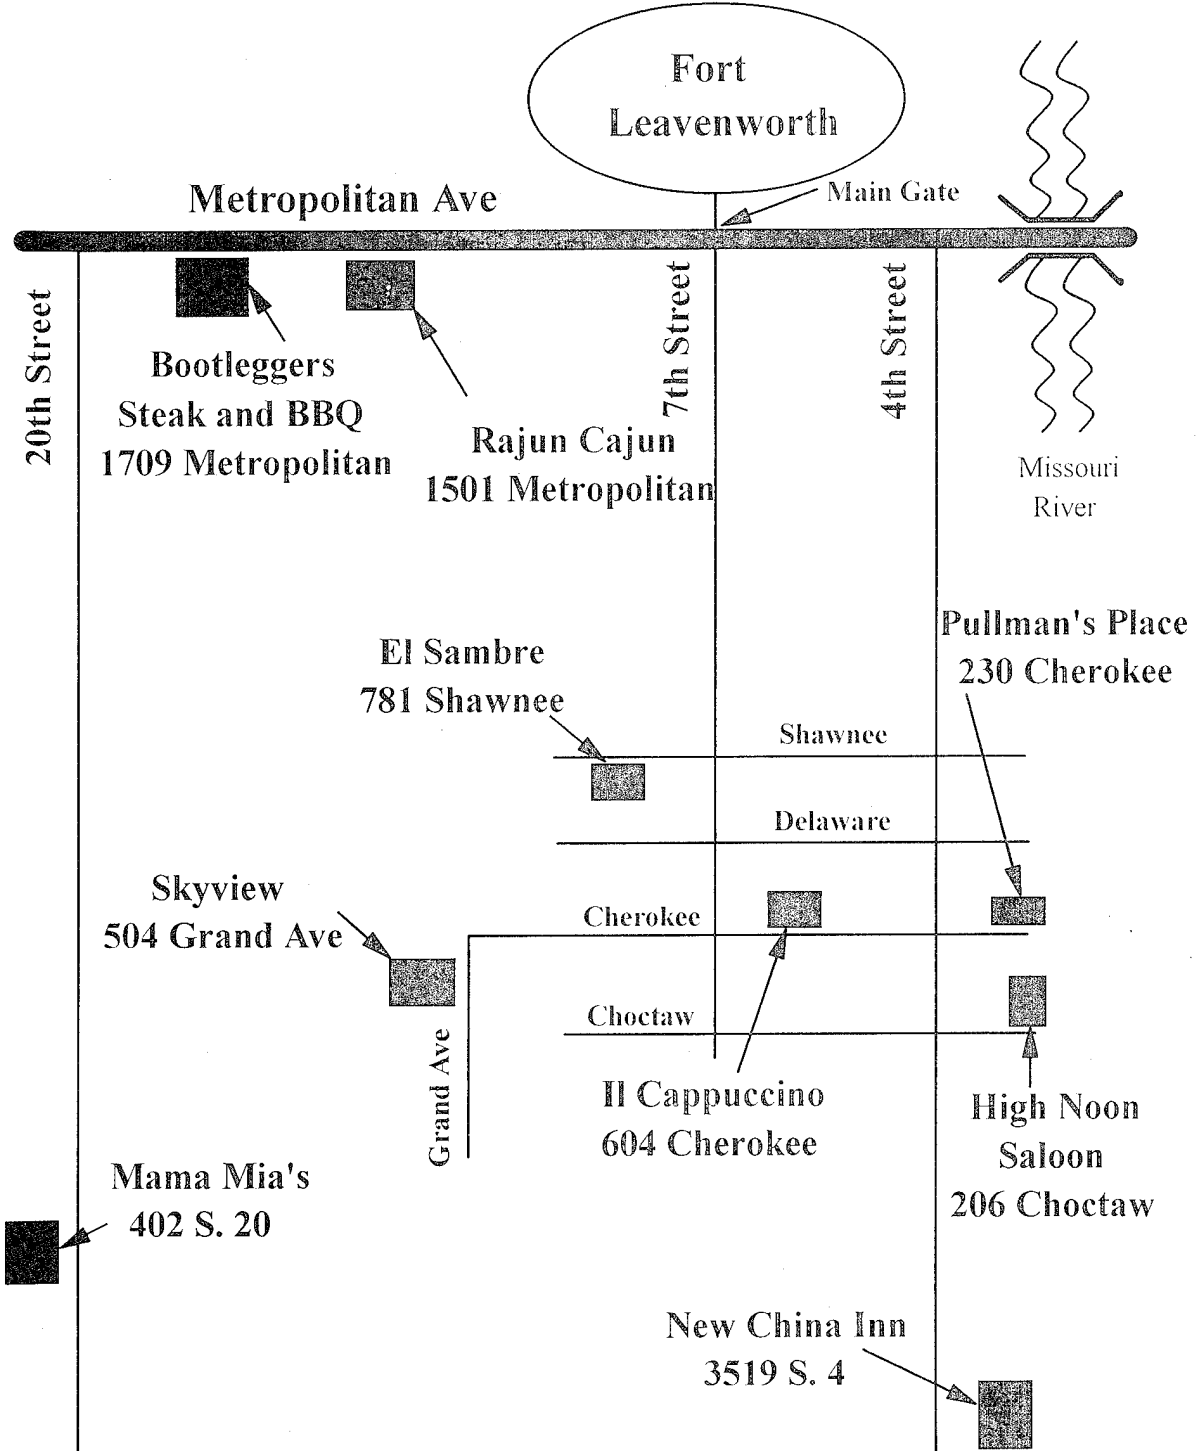 Fort
Leavenworth
Main Gate
Metropolitan Ave
20th Street
7th Street
4th Street
Bootleggers
Steak and BBQ
1709 Metropolitan
Rajun Cajun
1501 Metropolitan
Missouri
River
Pullman's Place
230 Cherokee
El Sambre
781 Shawnee
Shawnee
Delaware
Skyview
504 Grand Ave
Cherokee
Choctaw
Grand Ave
Il Cappuccino
604 Cherokee
High Noon
Saloon
206 Choctaw
Mama Mia's
402 S. 20
New China Inn
3519 S. 4